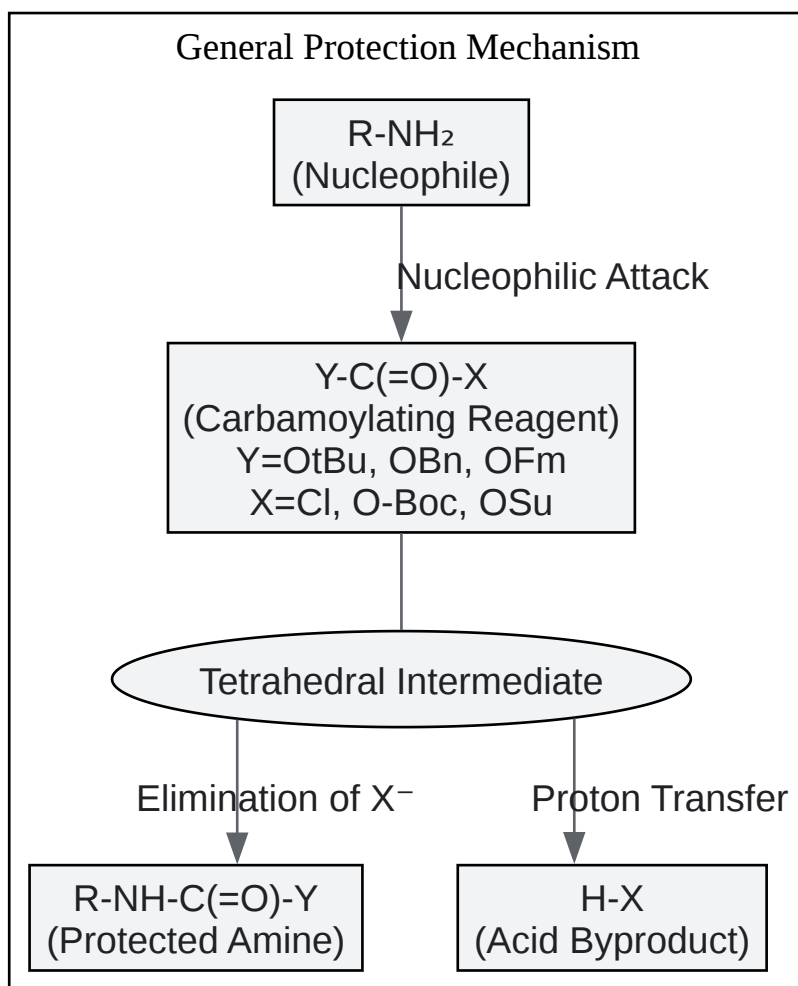 General Protection Mechanism
R-NH₂
(Nucleophile)
Nucleophilic Attack
Y-C(=O)-X
(Carbamoylating Reagent)
Y=OtBu, OBn, OFm
X=Cl, O-Boc, OSu
Tetrahedral Intermediate
Elimination of X⁻
Proton Transfer
R-NH-C(=O)-Y
(Protected Amine)
H-X
(Acid Byproduct)